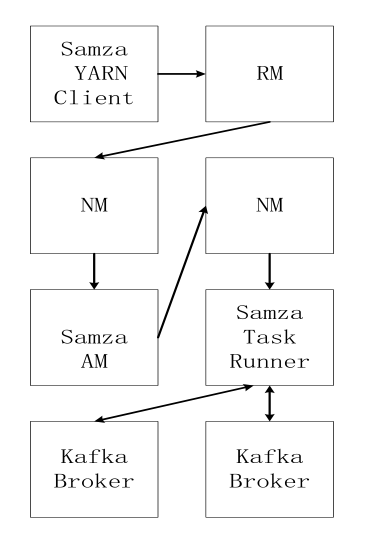 Samza
YARN
Client
RM
NM
NM
Samza
AM
Samza
Task
Runner
Kafka
Broker
Kafka
Broker